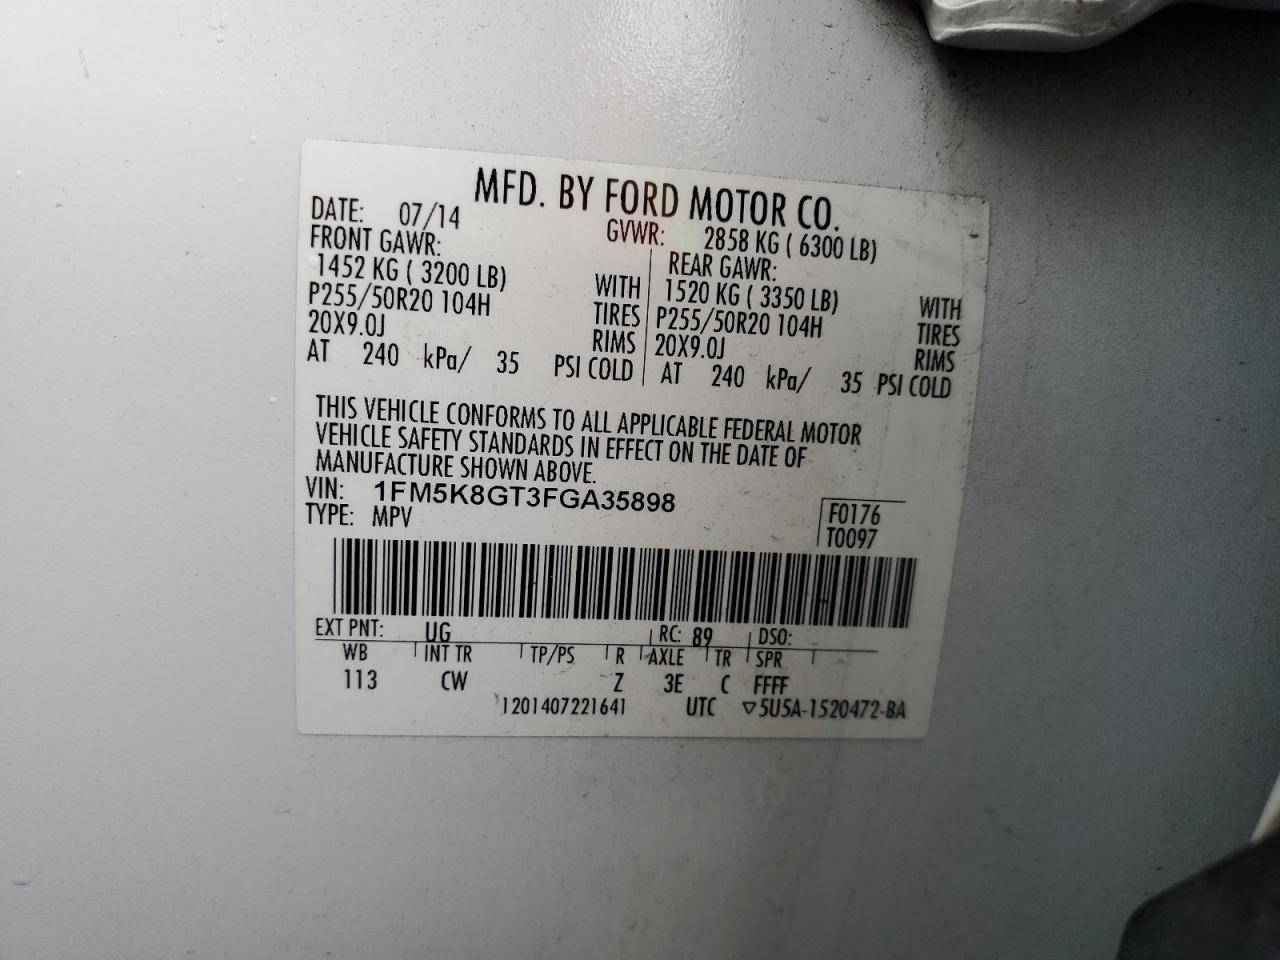 MFD. BY FORD MOTOR CO.
DATE: 07/14 GVWR: 2858 KG ( 6300 LB)
FRONT GAWR: REAR GAWR:
1452 KG ( 3200 LB) WITH 1520 KG ( 3350 LB) WITH
P255/50R20 104H TIRES P255/50R20 104H TIRES
20X9.0J RIMS 20X9.0J RIMS
AT 240 kPa/ 35 PSI COLD AT 240 kPa/ 35 PSI COLD
THIS VEHICLE CONFORMS TO ALL APPLICABLE FEDERAL MOTOR
VEHICLE SAFETY STANDARDS IN EFFECT ON THE DATE OF
MANUFACTURE SHOWN ABOVE.
VIN: 1FM5K8GT3FGA35898 F0176
TYPE: MPV T0097
EXT PNT: UG RC: 89 DSO:
WB INT TR TP/PS R AXLE TR SPR
113 CW Z 3E C FFFF
1201407221641 UTC ▽5U5A-1520472-BA